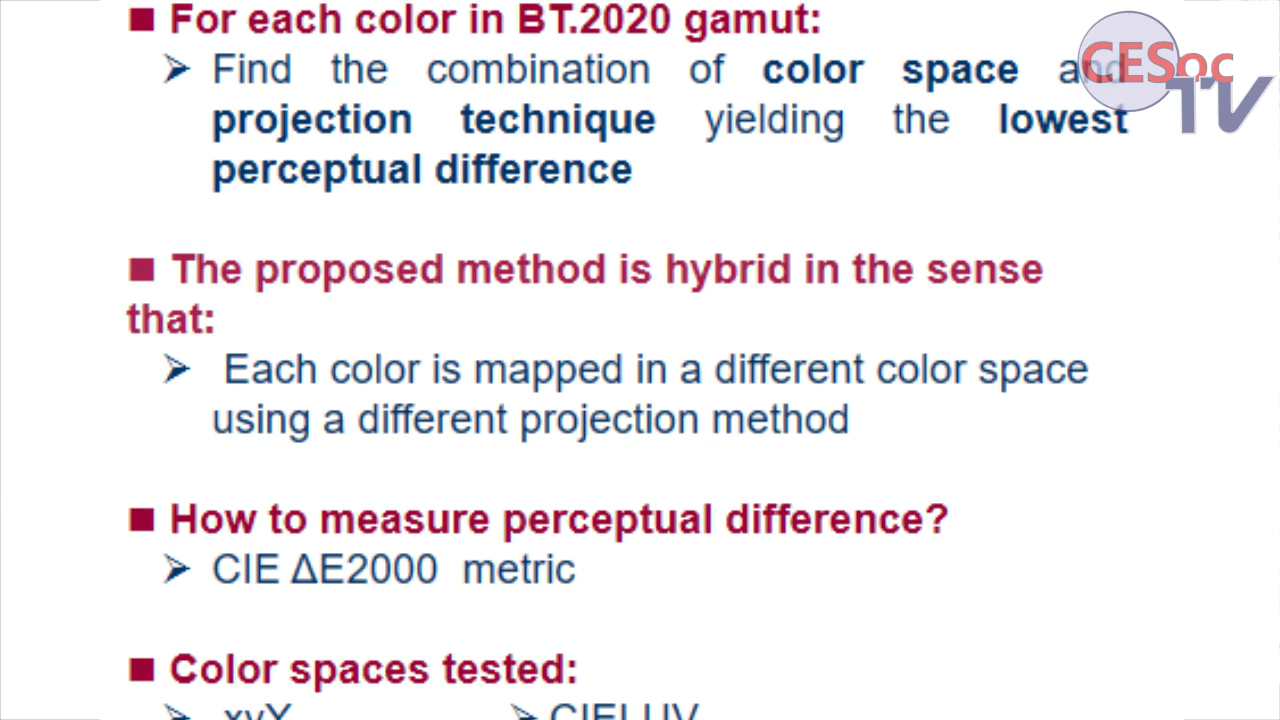 ■ For each color in BT.2020 gamut:
➢ Find the combination of color space and
projection technique yielding the lowest
perceptual difference
■ The proposed method is hybrid in the sense
that:
➢ Each color is mapped in a different color space
using a different projection method
■ How to measure perceptual difference?
➢ CIE ΔE2000 metric
■ Color spaces tested:
➢ xyY ➢ CIELUV
CESoc
TV